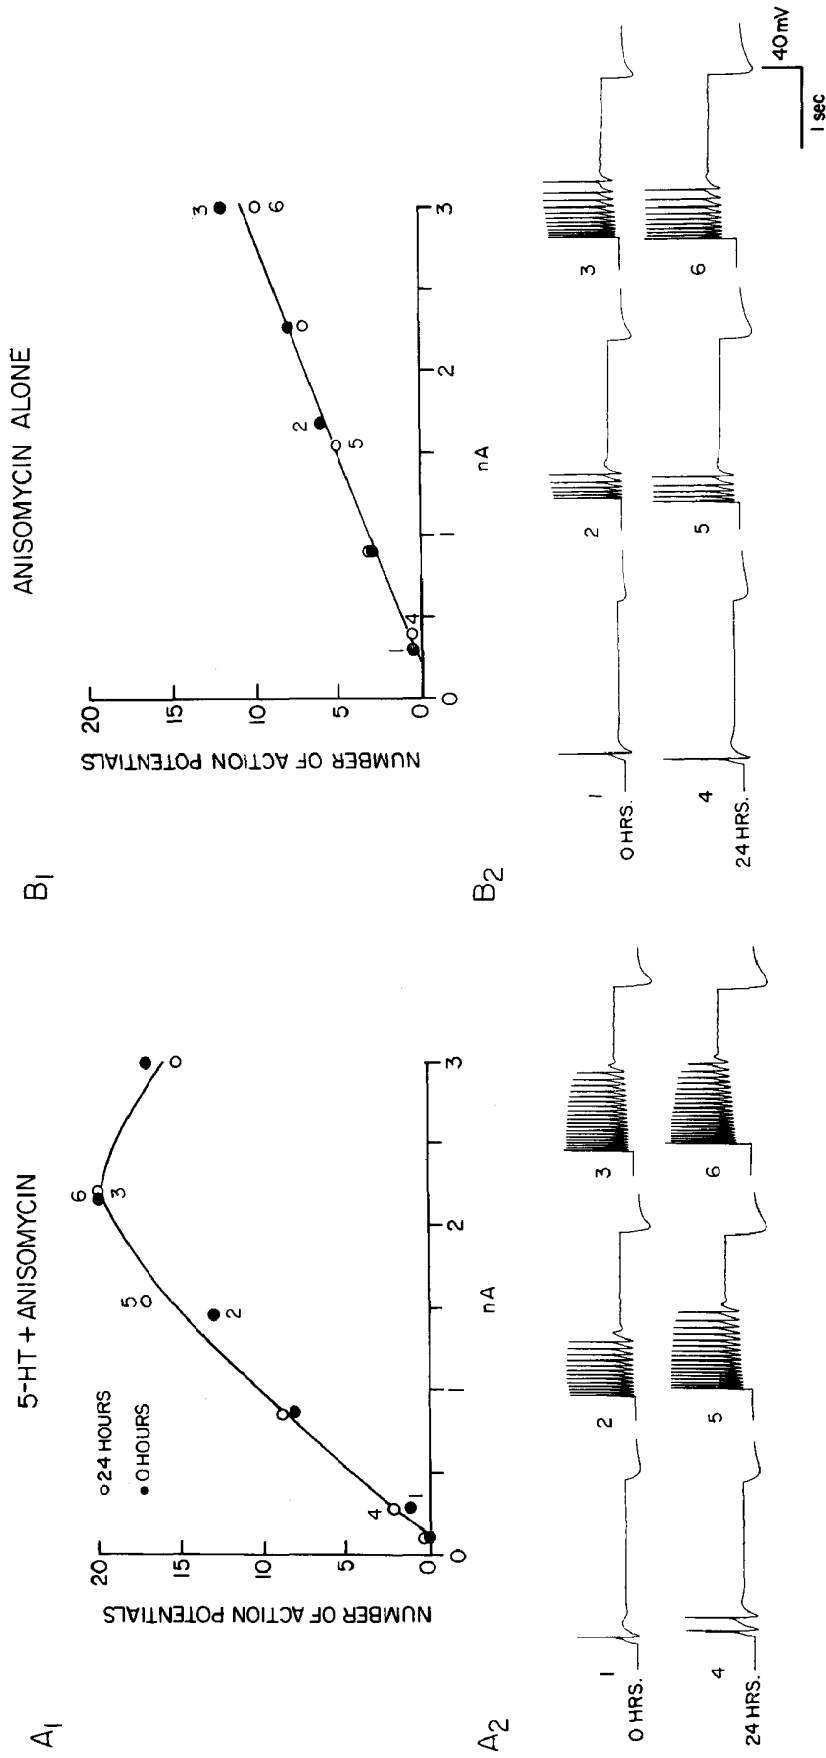 A1
5-HT + ANISOMYCIN
NUMBER OF ACTION POTENTIALS
20
15
10
5
0
24 HOURS
0 HOURS
6
3
5
2
4
1
0
1
2
3
nA
B1
ANISOMYCIN ALONE
NUMBER OF ACTION POTENTIALS
20
15
10
5
0
3
6
2
5
1
4
0
1
2
3
nA
A2
1
2
3
0 HRS.
4
5
6
24 HRS.
B2
1
2
3
0 HRS.
4
5
6
24 HRS.
40 mV
1 sec